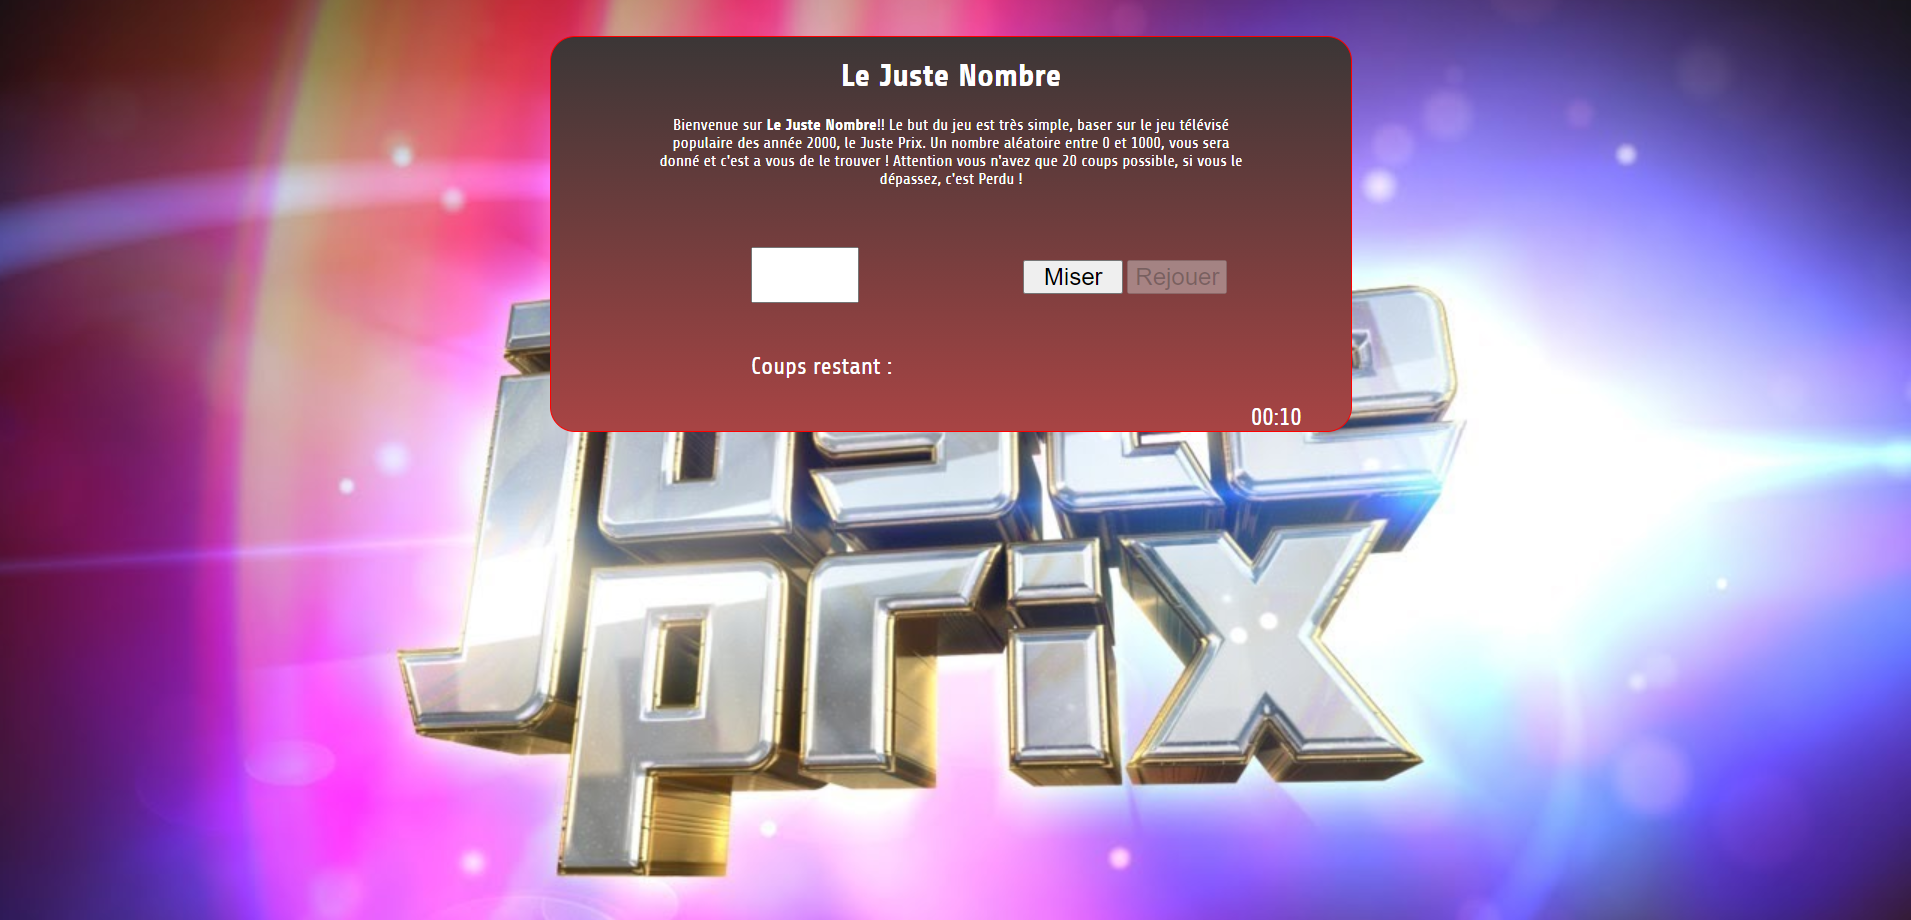 Le Juste Nombre
Bienvenue sur Le Juste Nombre!! Le but du jeu est très simple, baser sur le jeu télévisé
populaire des année 2000, le Juste Prix. Un nombre aléatoire entre 0 et 1000, vous sera
donné et c'est a vous de le trouver ! Attention vous n'avez que 20 coups possible, si vous le
dépassez, c'est Perdu !
Miser Rejouer
Coups restant :
00:10
Juste
prix